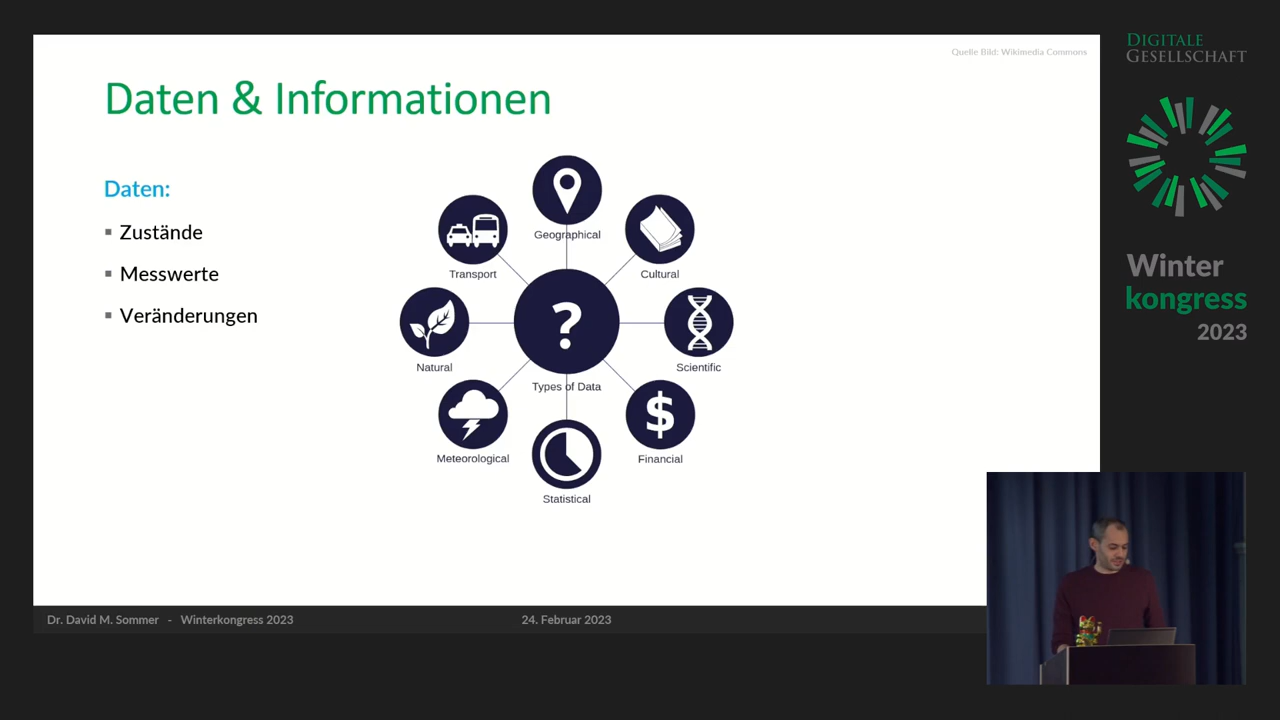 Quelle Bild: Wikimedia Commons
DIGITALE
GESELLSCHAFT
Daten & Informationen
Daten:
▪ Zustände
▪ Messwerte
▪ Veränderungen
Geographical
Transport
Cultural
Natural
?
Types of Data
Scientific
Meteorological
$
Financial
Statistical
Winter
kongress
2023
Dr. David M. Sommer - Winterkongress 2023
24. Februar 2023